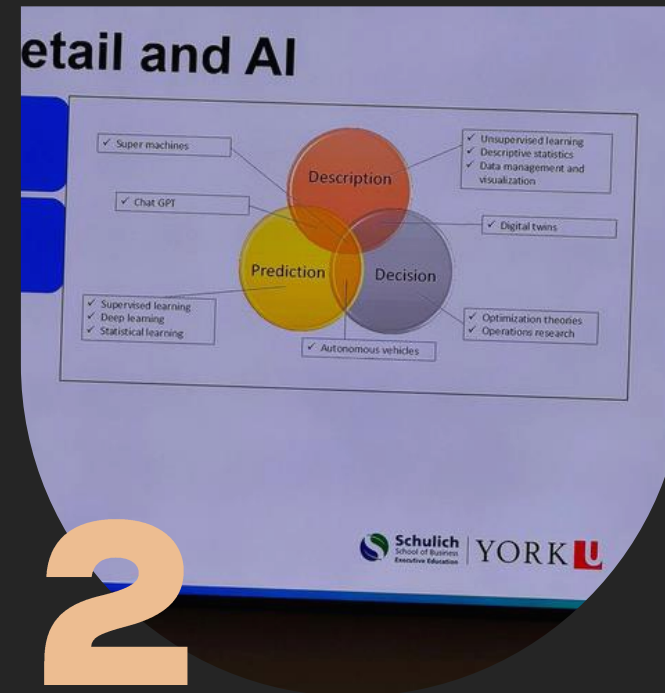 etail and AI
✓ Super machines
✓ Unsupervised learning
✓ Descriptive statistics
✓ Data management and
visualization
Description
✓ Chat GPT
✓ Digital twins
Prediction
Decision
✓ Supervised learning
✓ Deep learning
✓ Statistical learning
✓ Optimization theories
✓ Operations research
✓ Autonomous vehicles
Schulich
School of Business
Executive Education
YORK U
2